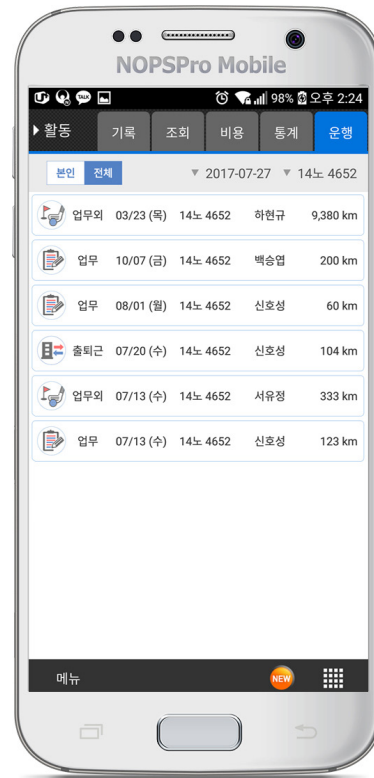 NOPSPro Mobile
TALK 98% 오후 2:24
활동 기록 조회 비용 통계 운행
본인 전체 2017-07-27 14노 4652
업무외 03/23 (목) 14노 4652 하현규 9,380 km
업무 10/07 (금) 14노 4652 백승엽 200 km
업무 08/01 (월) 14노 4652 신호성 60 km
출퇴근 07/20 (수) 14노 4652 신호성 104 km
업무외 07/13 (수) 14노 4652 서유정 333 km
업무 07/13 (수) 14노 4652 신호성 123 km
메뉴 NEW